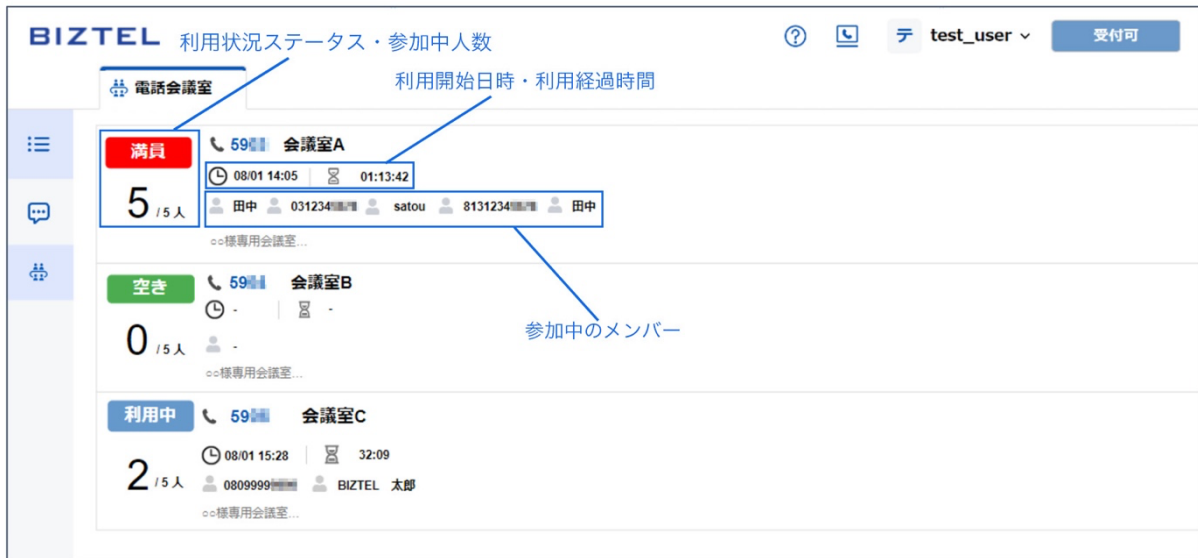 BIZTEL
利用状況ステータス・参加中人数
テ test_user
受付可
電話会議室
利用開始日時・利用経過時間
満員
59
会議室A
08/01 14:05
01:13:42
5 /5人
田中
031234
satou
8131234
田中
○○様専用会議室...
空き
59
会議室B
-
-
0 /5人
-
○○様専用会議室...
参加中のメンバー
利用中
59
会議室C
08/01 15:28
32:09
2 /5人
0809999
BIZTEL 太郎
○○様専用会議室...